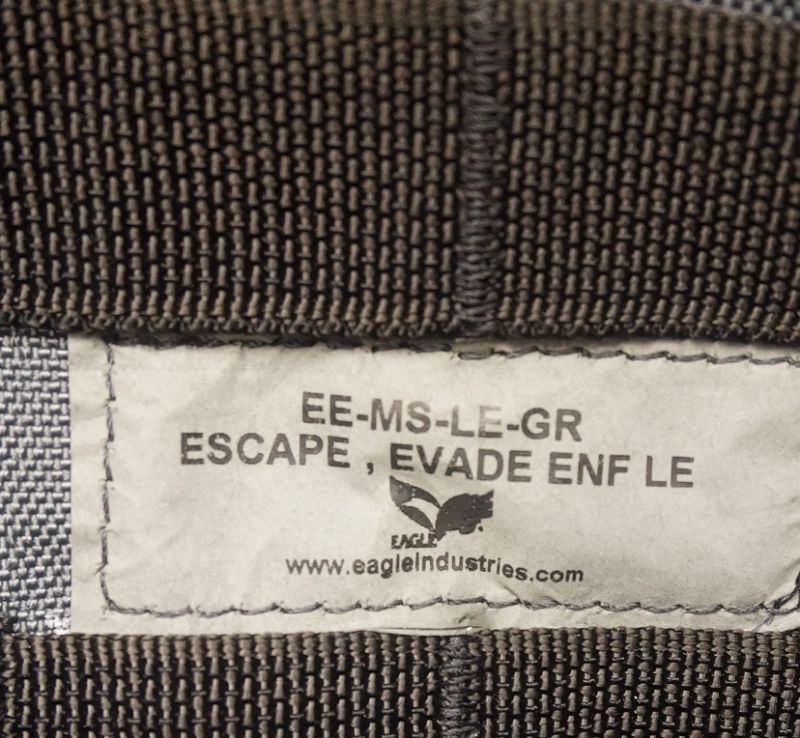 EE-MS-LE-GR
ESCAPE , EVADE ENF LE
EAGLE
www.eagleindustries.com